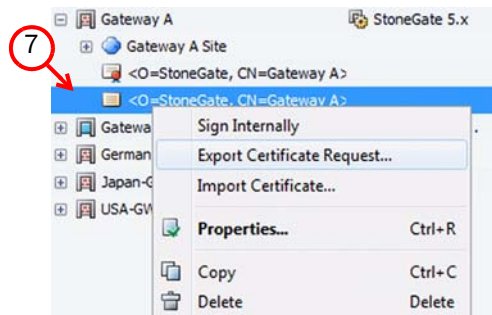 Gateway A StoneGate 5.x
7
Gateway A Site
<O=StoneGate, CN=Gateway A>
<O=StoneGate, CN=Gateway A>
Gatewa Sign Internally .
German Export Certificate Request...
Japan-G Import Certificate...
USA-GW
Properties... Ctrl+R
Copy Ctrl+C
Delete Delete